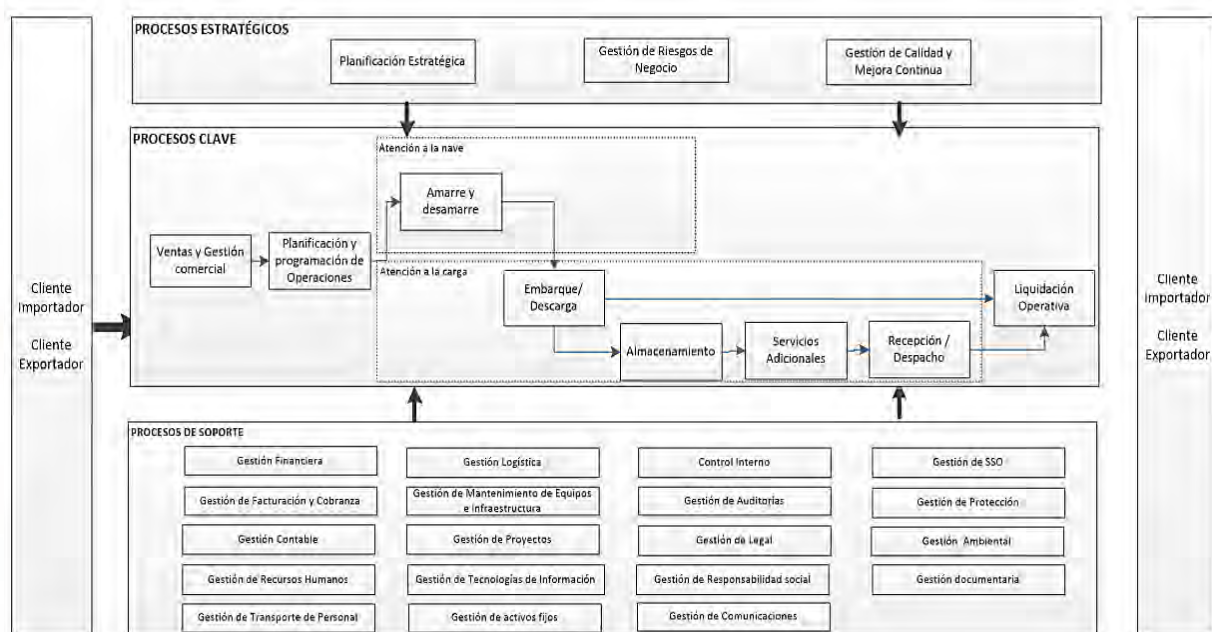 PROCESOS ESTRATÉGICOS
Planificación Estratégica
Gestión de Riesgos de
Negocio
Gestión de Calidad y
Mejora Continua
Cliente
Importador
Cliente
Exportador
PROCESOS CLAVE
Atención a la nave
Amarre y
desamarre
Ventas y Gestión
comercial
Planificación y
programación de
Operaciones
Atención a la carga
Embarque/
Descarga
Almacenamiento
Servicios
Adicionales
Recepción /
Despacho
Liquidación
Operativa
Cliente
Importador
Cliente
Exportador
PROCESOS DE SOPORTE
Gestión Financiera
Gestión Logística
Control Interno
Gestión de SSO
Gestión de Facturación y Cobranza
Gestión de Mantenimiento de Equipos
e Infraestructura
Gestión de Auditorías
Gestión de Protección
Gestión Contable
Gestión de Proyectos
Gestión de Legal
Gestión Ambiental
Gestión de Recursos Humanos
Gestión de Tecnologías de Información
Gestión de Responsabilidad social
Gestión documentaria
Gestión de Transporte de Personal
Gestión de activos fijos
Gestión de Comunicaciones